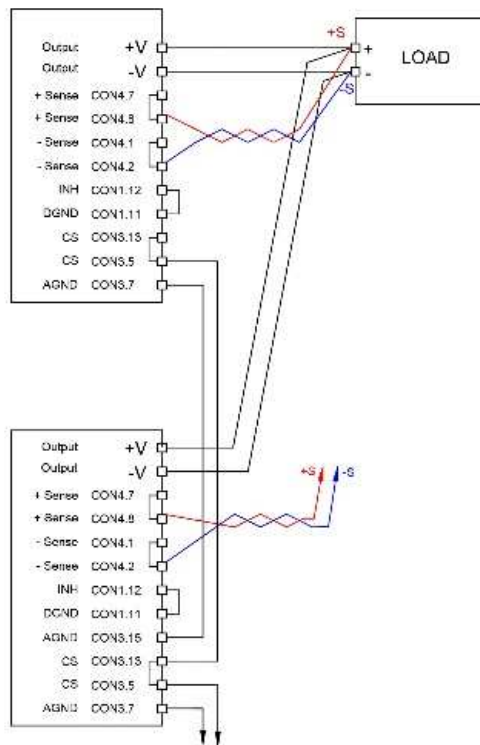 Output +V
Output -V
+ Sense CON4.7
+ Sense CON4.8
- Sense CON4.1
- Sense CON4.2
INH CON1.12
DGND CON1.11
CS CON3.13
CS CON3.5
AGND CON3.7
+S
+
-
-S
LOAD
Output +V
Output -V
+ Sense CON4.7
+ Sense CON4.8
- Sense CON4.1
- Sense CON4.2
INH CON1.12
DGND CON1.11
AGND CON3.15
CS CON3.13
CS CON3.5
AGND CON3.7
+S
-S